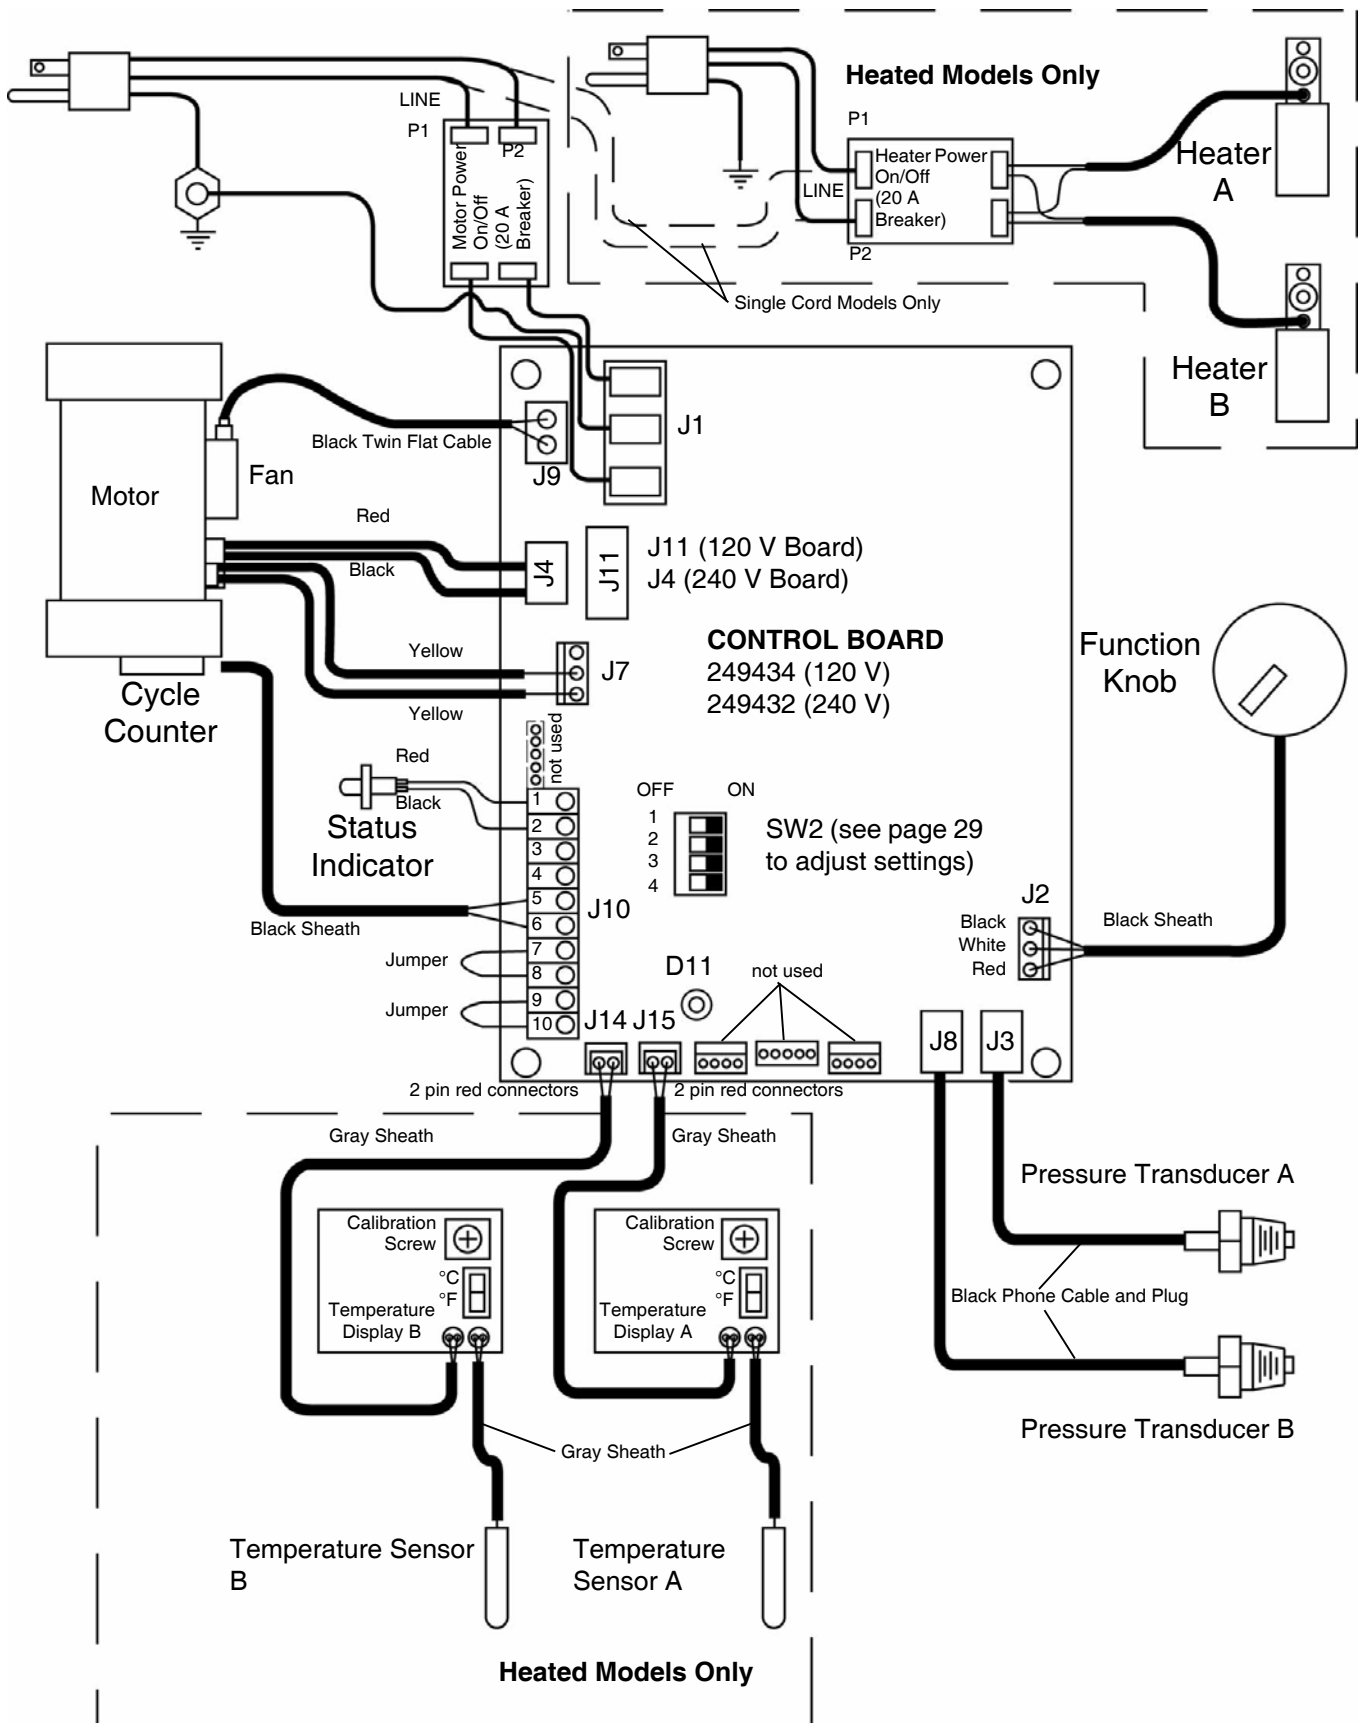 Heated Models Only
LINE
P1
P2
Motor Power
On/Off
(20 A
Breaker)
P1
Heater Power
On/Off
(20 A
Breaker)
LINE
P2
Heater
A
Single Cord Models Only
Heater
B
Black Twin Flat Cable
J9
J1
Fan
Motor
Red
Black
J4
J11
J11 (120 V Board)
J4 (240 V Board)
CONTROL BOARD
249434 (120 V)
249432 (240 V)
Function
Knob
Yellow
J7
Yellow
Cycle
Counter
not used
Red
Black
Status
Indicator
1
2
3
4
5
6
7
8
9
10
J10
OFF
ON
1
2
3
4
SW2 (see page 29
to adjust settings)
Black Sheath
Jumper
Jumper
J2
Black
White
Red
Black Sheath
D11
not used
J14
J15
J8
J3
2 pin red connectors
2 pin red connectors
Gray Sheath
Gray Sheath
Pressure Transducer A
Calibration
Screw
°C
°F
Temperature
Display B
Calibration
Screw
°C
°F
Temperature
Display A
Black Phone Cable and Plug
Pressure Transducer B
Gray Sheath
Temperature Sensor
B
Temperature
Sensor A
Heated Models Only